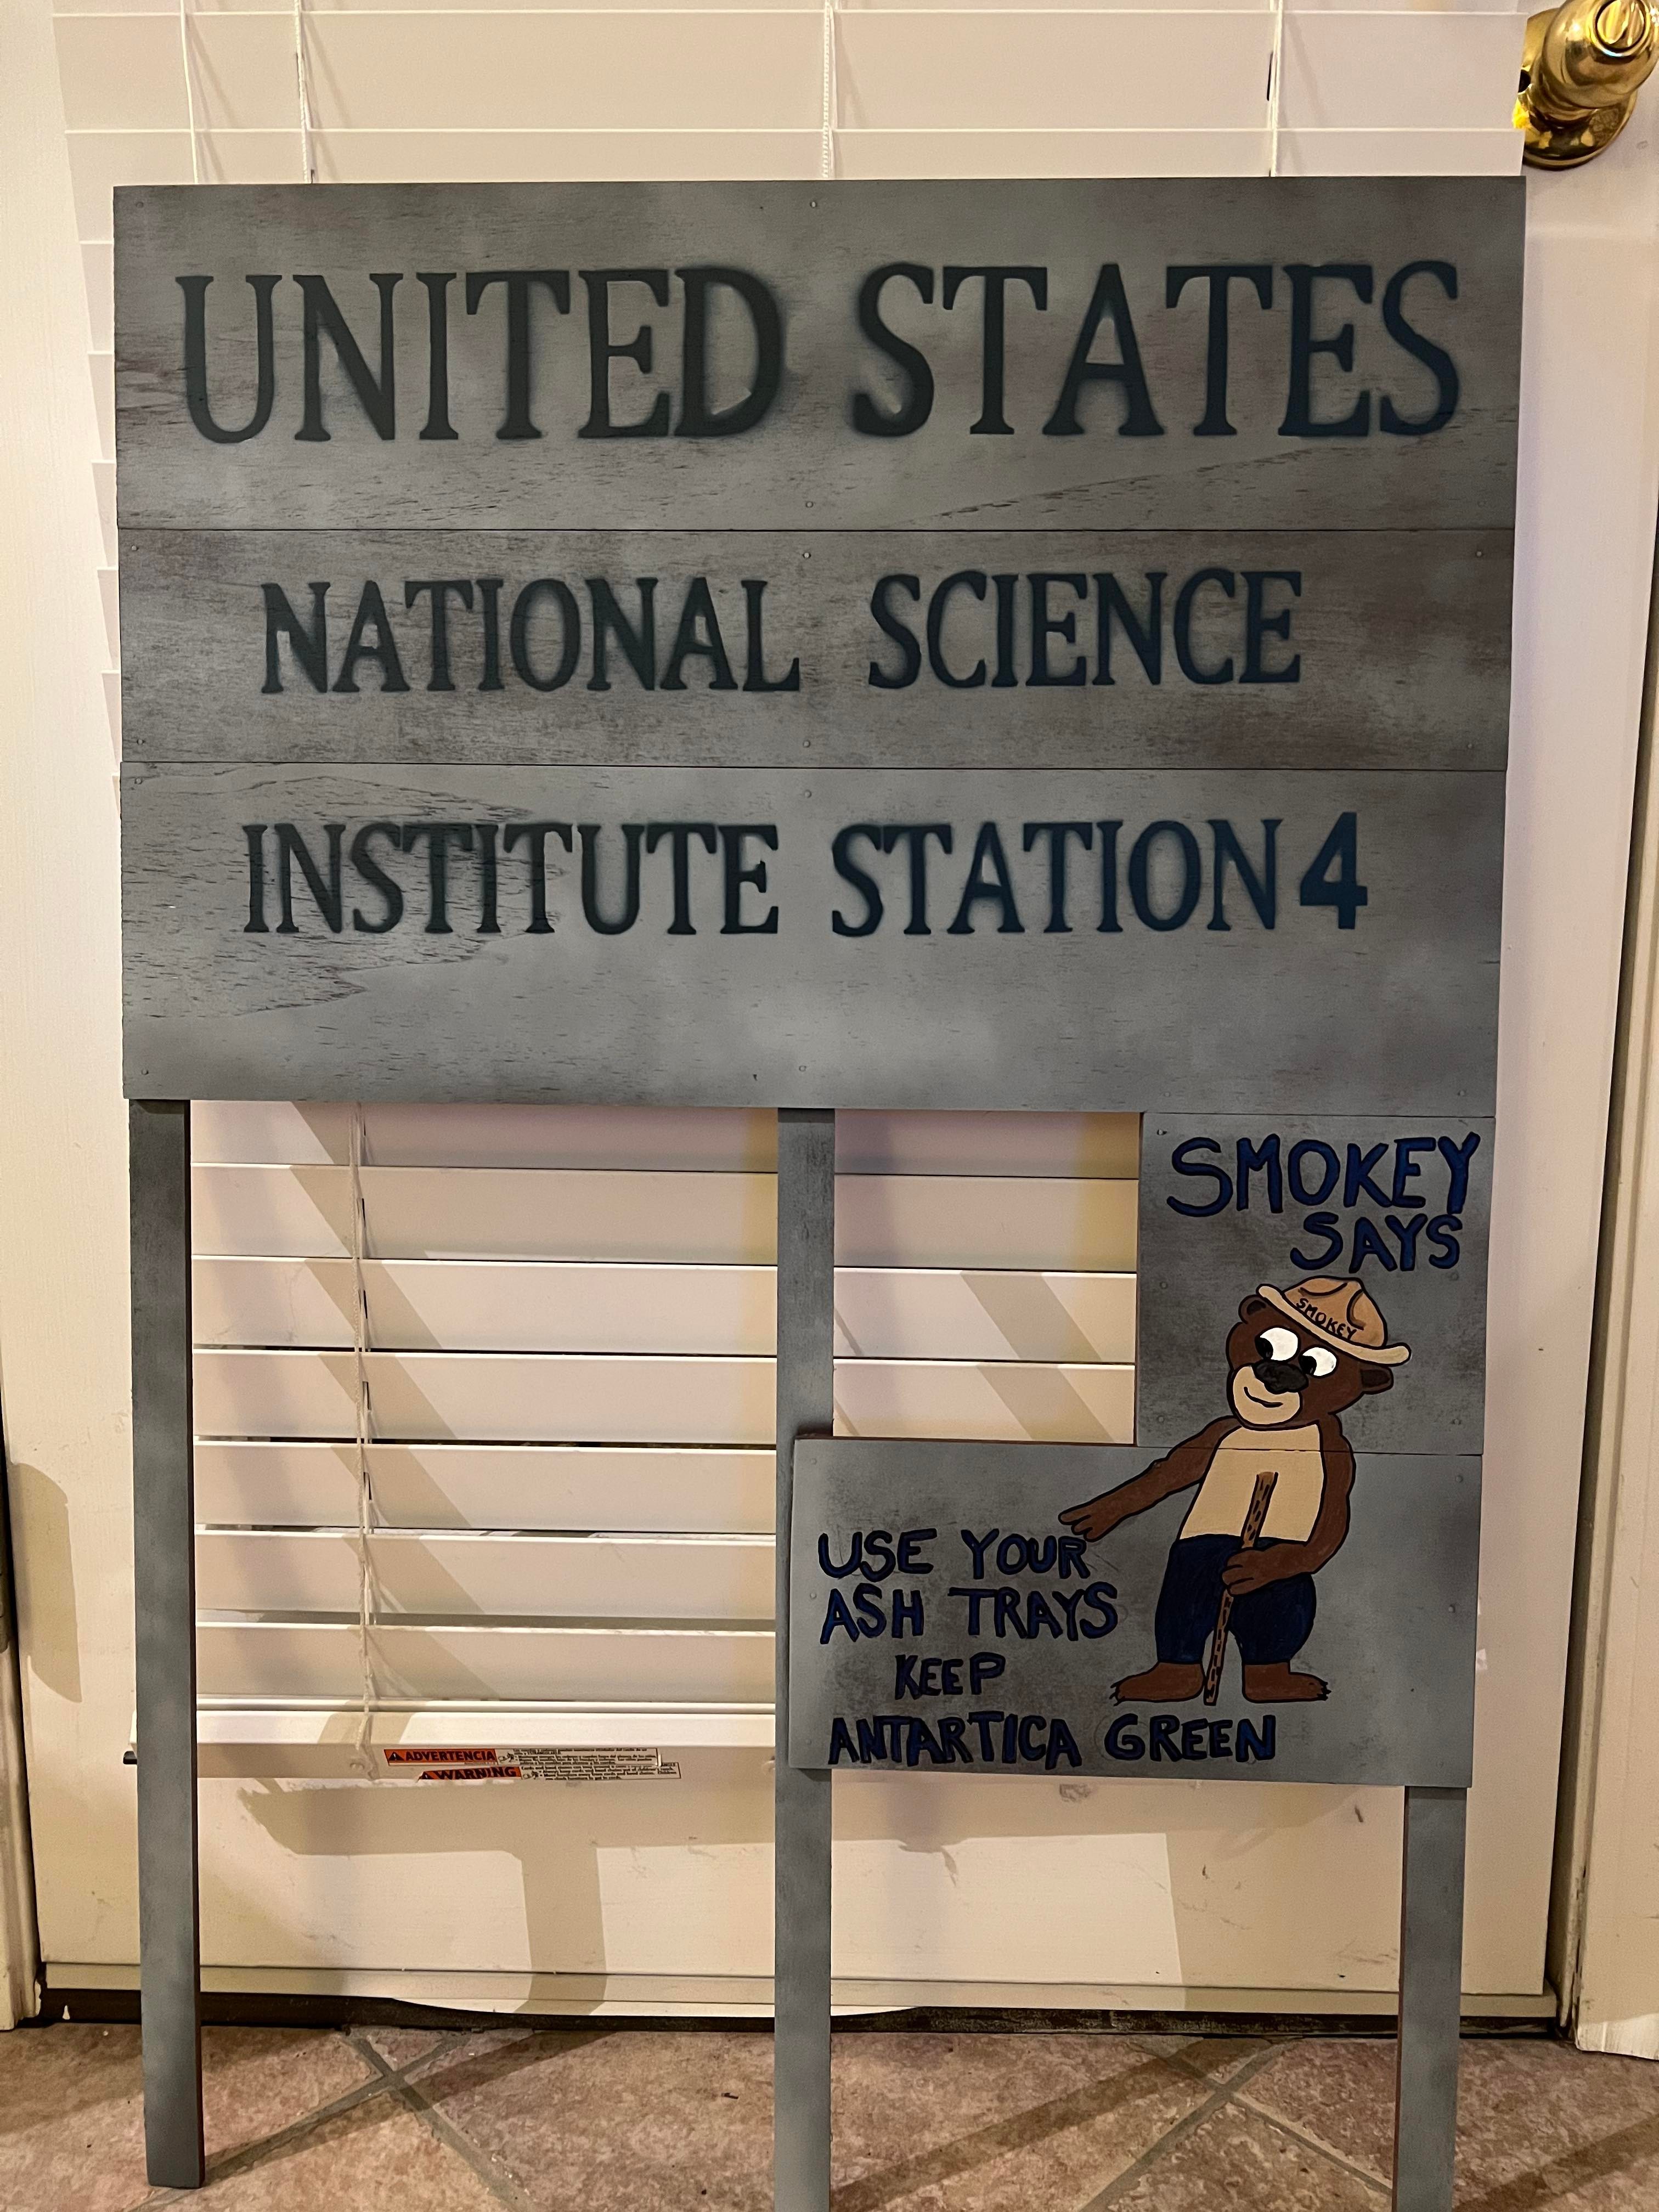 UNITED STATES
NATIONAL SCIENCE
INSTITUTE STATION 4
SMOKEY
SAYS
SMOKEY
USE YOUR
ASH TRAYS
KEEP
ANTARTICA GREEN
ADVERTENCIA
WARNING